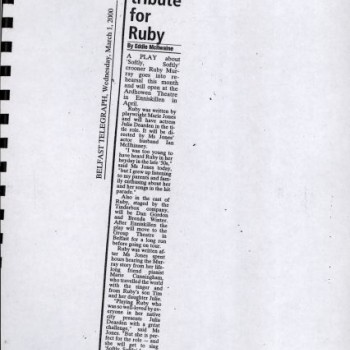 BELFAST TELEGRAPH, Wednesday, March 1, 2000
tribute
for
Ruby
By Eddie McIlwaine
A PLAY about
'Softly, Softly'
crooner Ruby Mur-
ray goes into re-
hearsal this month
and will open at the
Ardhowen Theatre
in Enniskillen in
April.
Ruby was written by
playwright Marie Jones
and will have actress
Julia Dearden in the ti-
tle role. It will be di-
rected by Ms Jones'
actor husband Ian
McElhinney.
"I was too young to
have heard Ruby in her
heyday in the late '50s,"
said Ms Jones today,
"but I grew up listening
to my parents and fami-
ly enthusing about her
and her songs in the hit
parade."
Also in the cast of
Ruby, staged by the
Tinderbox company,
will be Dan Gordon
and Brenda Winter.
After Enniskillen the
play will move to the
Group Theatre in
Belfast for a long run
before going on tour.
Ruby was written af-
ter Ms Jones spent
hours hearing the Mur-
ray story from her life-
long friend pianist
Marie Cunningham,
who travelled the world
with the singer and
from Ruby's son Tim
and her daughter Julie.
"Playing Ruby who
was so well-loved by ev-
eryone in her native
city presents Julia
Dearden with a great
challenge," said Ms
Jones. "But she is per-
fect for the role – and
she will get to sing